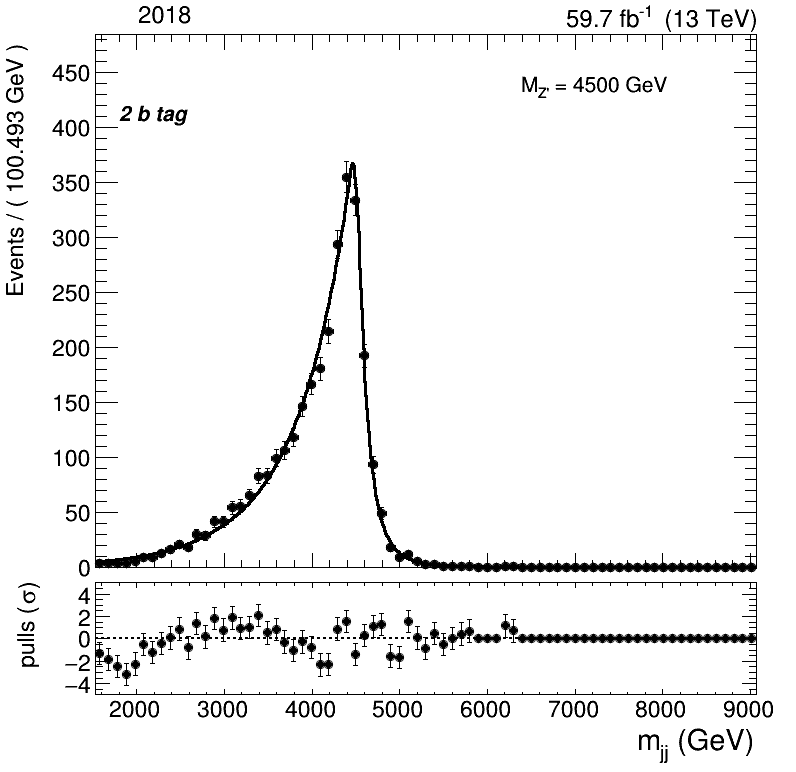 2018 59.7 fb⁻¹ (13 TeV)
Events / ( 100.493 GeV )
450
400
350
300
250
200
150
100
50
0
2 b tag
M_Z' = 4500 GeV
pulls (σ)
4
2
0
−2
−4
2000 3000 4000 5000 6000 7000 8000 9000
m_jj (GeV)